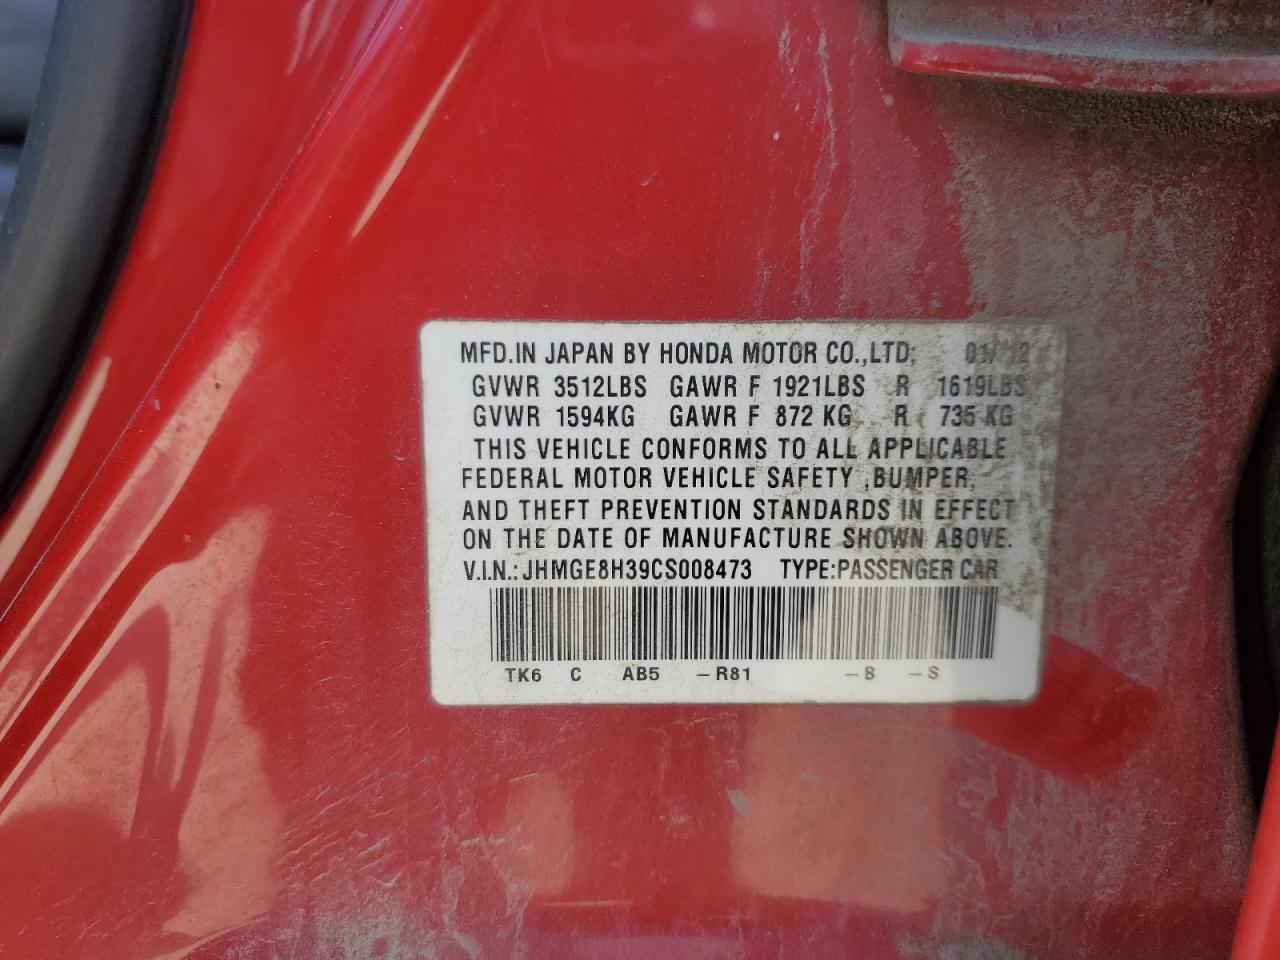 MFD.IN JAPAN BY HONDA MOTOR CO.,LTD; 01/12
GVWR 3512LBS GAWR F 1921LBS R 1619LBS
GVWR 1594KG GAWR F 872 KG R 735 KG
THIS VEHICLE CONFORMS TO ALL APPLICABLE
FEDERAL MOTOR VEHICLE SAFETY ,BUMPER,
AND THEFT PREVENTION STANDARDS IN EFFECT
ON THE DATE OF MANUFACTURE SHOWN ABOVE.
V.I.N.: JHMGE8H39CS008473 TYPE:PASSENGER CAR
TK6 C AB5 –R81 –B –S